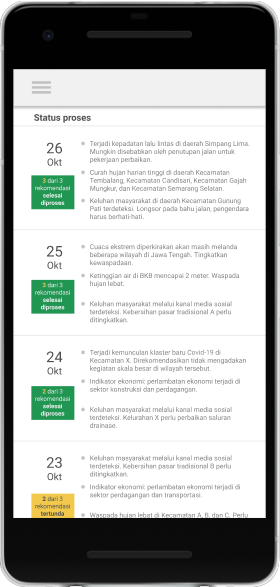 Status proses
26
Okt
3 dari 3
rekomendasi
selesai
diproses
Terjadi kepadatan lalu lintas di daerah Simpang Lima.
Mungkin disebabkan oleh penutupan jalan untuk
pekerjaan perbaikan.
Curah hujan harian tinggi di daerah Kecamatan
Tembalang, Kecamatan Candisari, Kecamatan Gajah
Mungkur, dan Kecamatan Semarang Selatan.
Keluhan masyarakat di daerah Kecamatan Gunung
Pati terdeteksi. Longsor pada bahu jalan, pengendara
harus berhati-hati.
25
Okt
3 dari 3
rekomendasi
selesai
diproses
Cuaca ekstrem diperkirakan akan masih melanda
beberapa wilayah di Jawa Tengah. Tingkatkan
kewaspadaan.
Ketinggian air di BKB mencapai 2 meter. Waspada
hujan lebat.
Keluhan masyarakat melalui kanal media sosial
terdeteksi. Kebersihan pasar tradisional A perlu
ditingkatkan.
24
Okt
2 dari 3
rekomendasi
selesai
diproses
Terjadi kemunculan klaster baru Covid-19 di
Kecamatan X. Direkomendasikan tidak mengadakan
kegiatan skala besar di wilayah tersebut.
Indikator ekonomi: perlambatan ekonomi terjadi di
sektor konstruksi dan perdagangan.
Keluhan masyarakat melalui kanal media sosial
terdeteksi. Kelurahan X perlu perbaikan saluran
drainase.
23
Okt
2 dari 3
rekomendasi
tertunda
Keluhan masyarakat melalui kanal media sosial
terdeteksi. Kebersihan pasar tradisional B perlu
ditingkatkan.
Indikator ekonomi: perlambatan ekonomi terjadi di
sektor perdagangan dan transportasi.
Waspada hujan lebat di Kecamatan A, B, dan C. Perlu